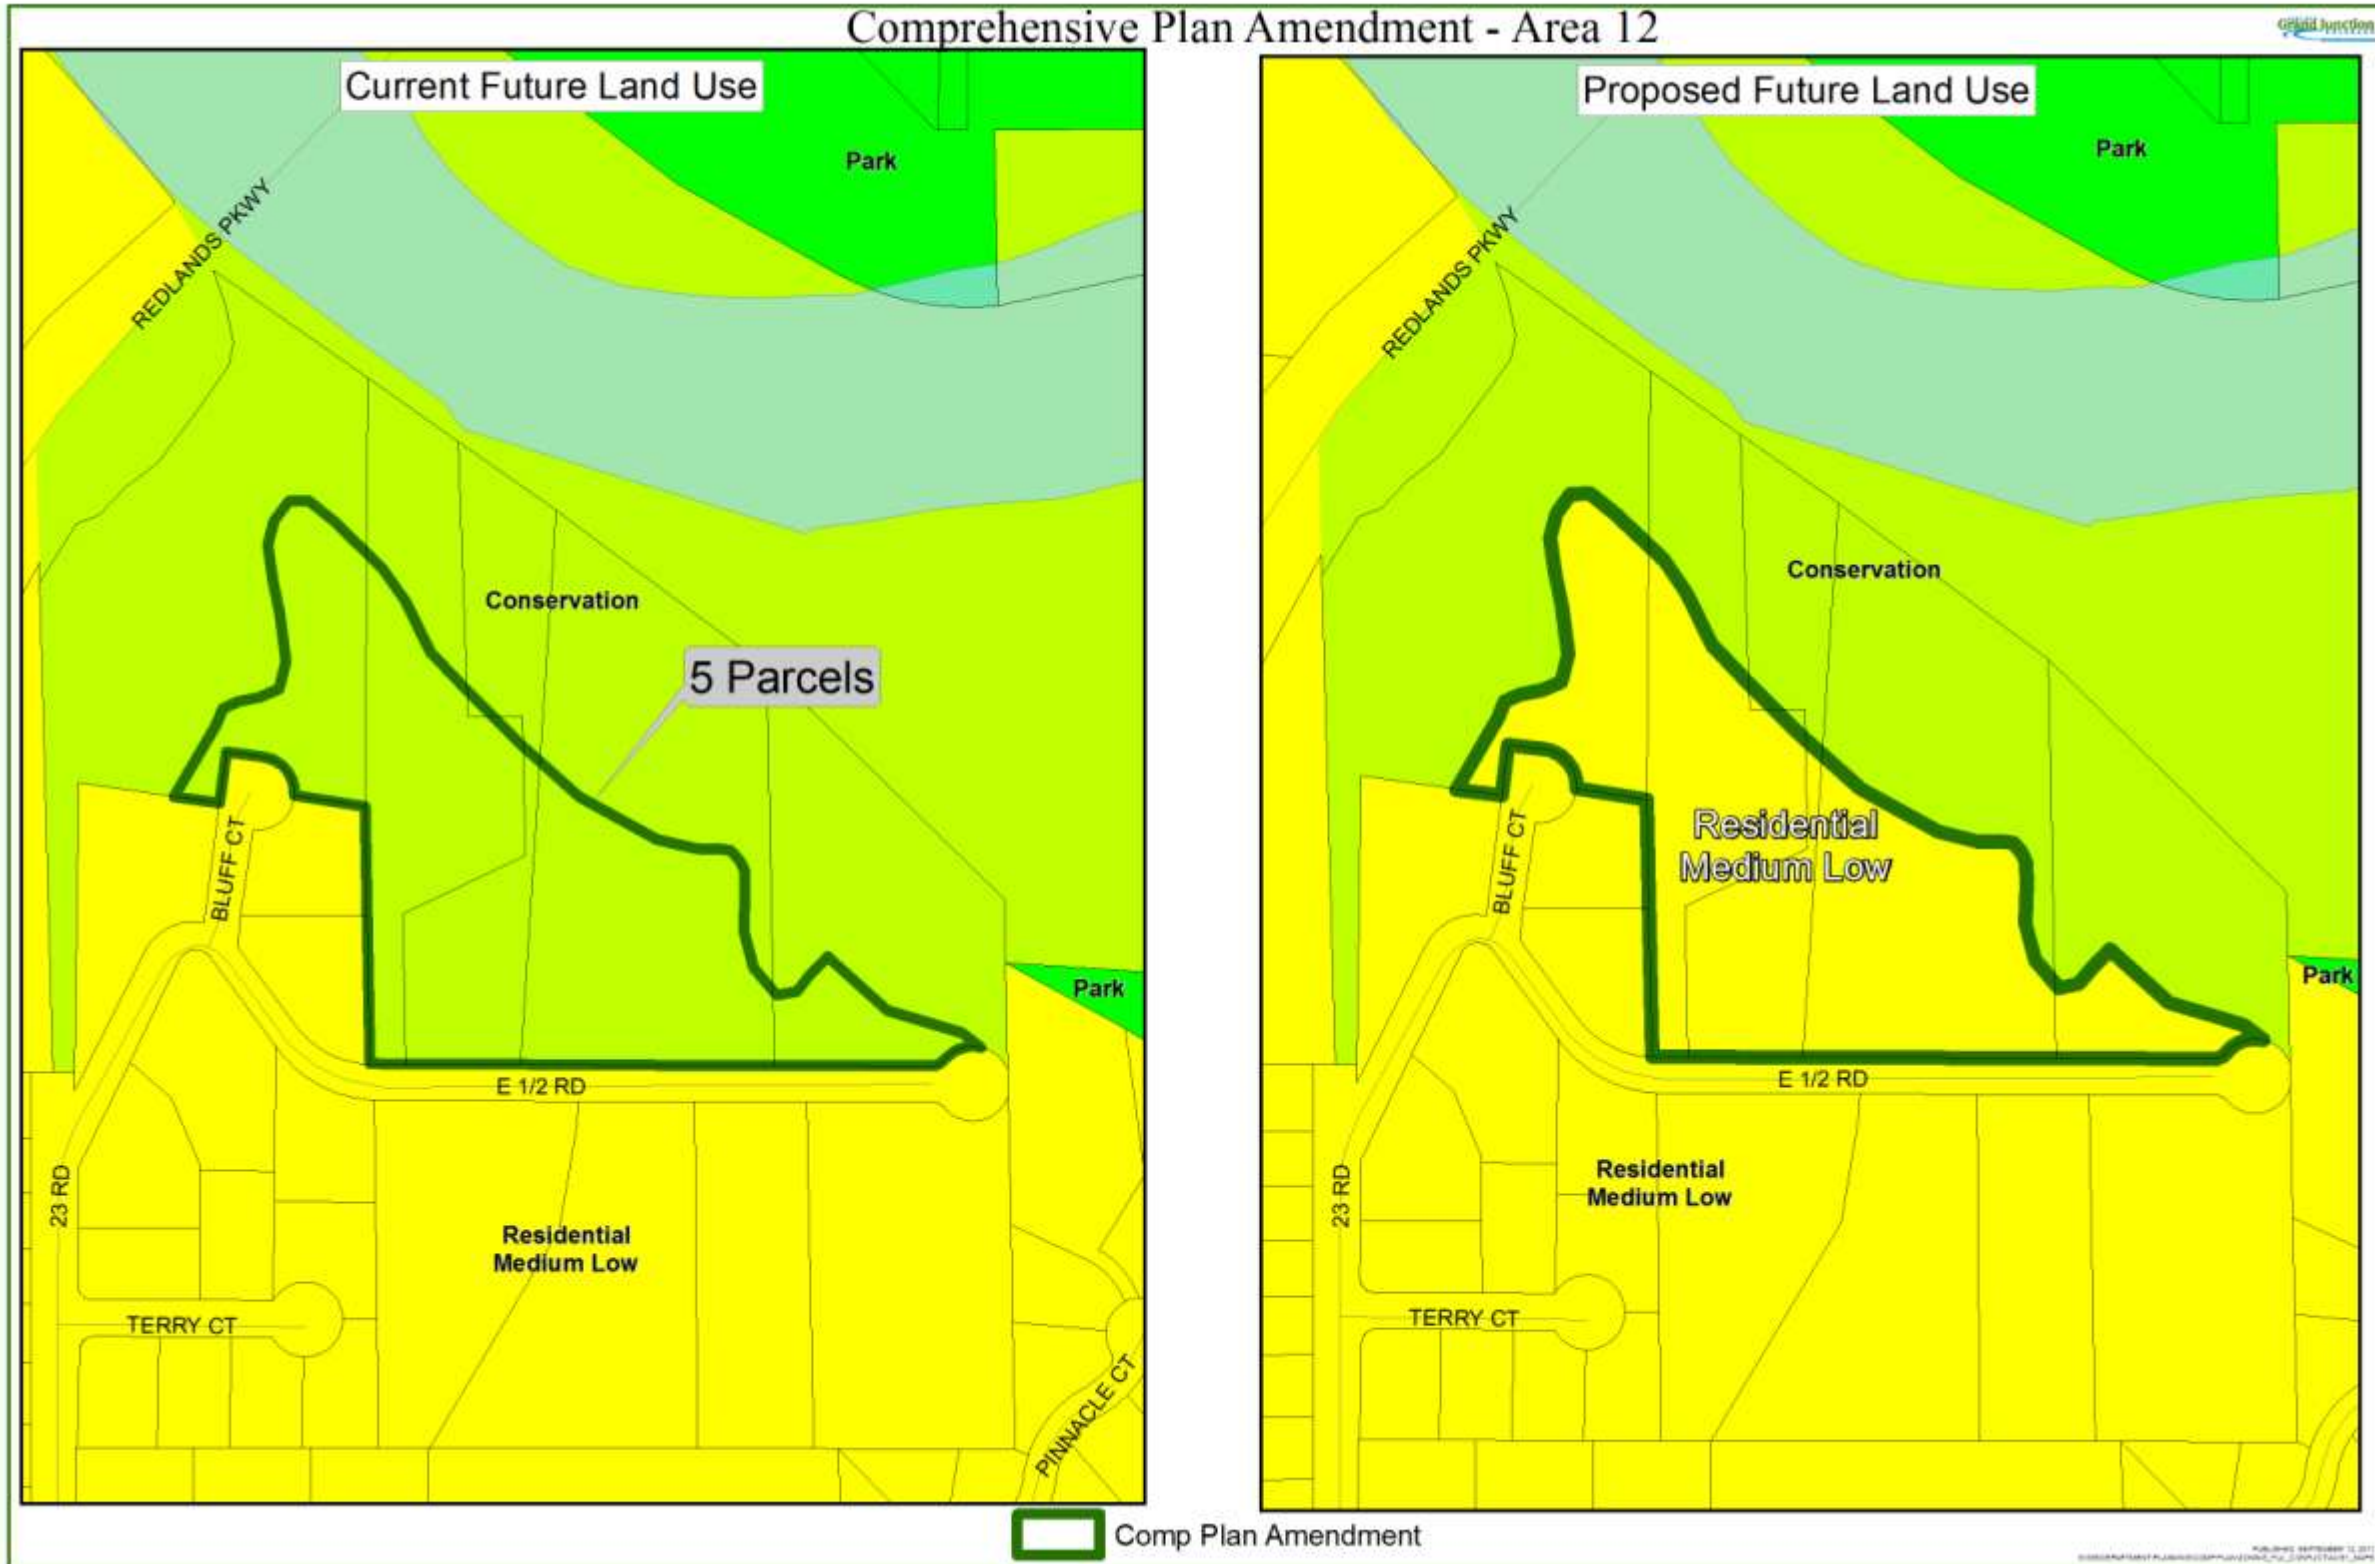 Comprehensive Plan Amendment - Area 12
Grand Junction
Current Future Land Use
Park
REDLANDS PKWY
Conservation
5 Parcels
BLUFF CT
Park
E 1/2 RD
23 RD
Residential
Medium Low
TERRY CT
PINNACLE CT
Proposed Future Land Use
Park
REDLANDS PKWY
Conservation
Residential
Medium Low
BLUFF CT
Park
E 1/2 RD
23 RD
Residential
Medium Low
TERRY CT
Comp Plan Amendment